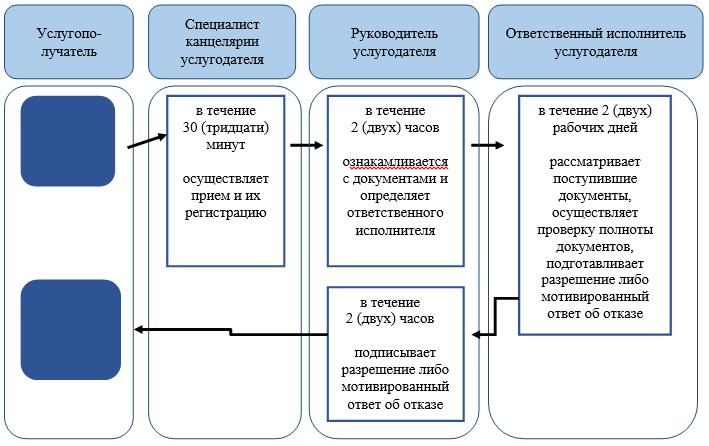 Услугопо-
лучатель
Специалист
канцелярии
услугодателя
Руководитель
услугодателя
Ответственный исполнитель
услугодателя
в течение
30 (тридцати)
минут
осуществляет
прием и их
регистрацию
в течение
2 (двух) часов
ознакамливается
с документами и
определяет
ответственного
исполнителя
в течение 2 (двух)
рабочих дней
рассматривает
поступившие
документы,
осуществляет
проверку полноты
документов,
подготавливает
разрешение либо
мотивированный
ответ об отказе
в течение
2 (двух) часов
подписывает
разрешение либо
мотивированный
ответ об отказе